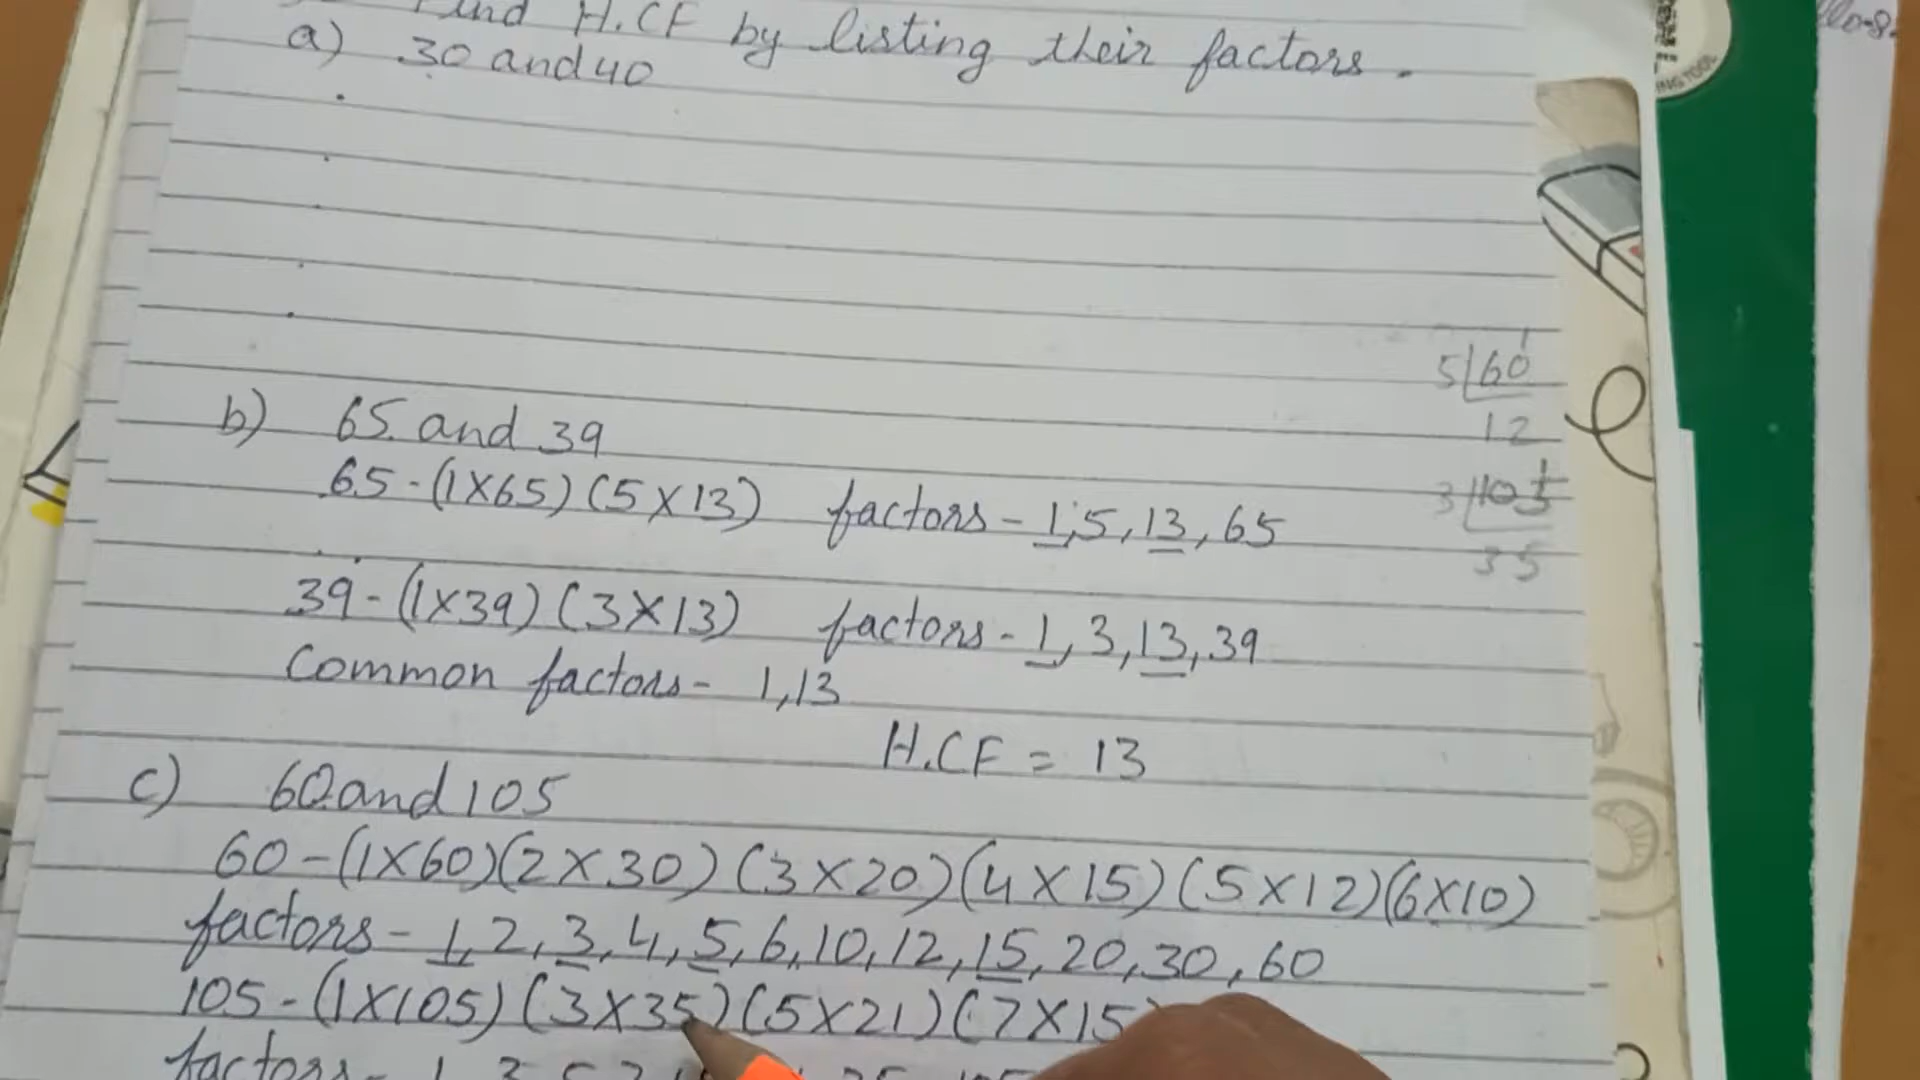 Find H.CF by listing their factors.
a) 30 and 40
5 60
12
b) 65 and 39
3 105
35
65-(1X65)(5X13) factors-1,5,13,65
39-(1X39)(3X13) factors-1,3,13,39
Common factors- 1,13
H.CF = 13
c) 60 and 105
60-(1X60)(2X30)(3X20)(4X15)(5X12)(6X10)
factors-1,2,3,4,5,6,10,12,15,20,30,60
105-(1X105)(3X35)(5X21)(7X15
factors-